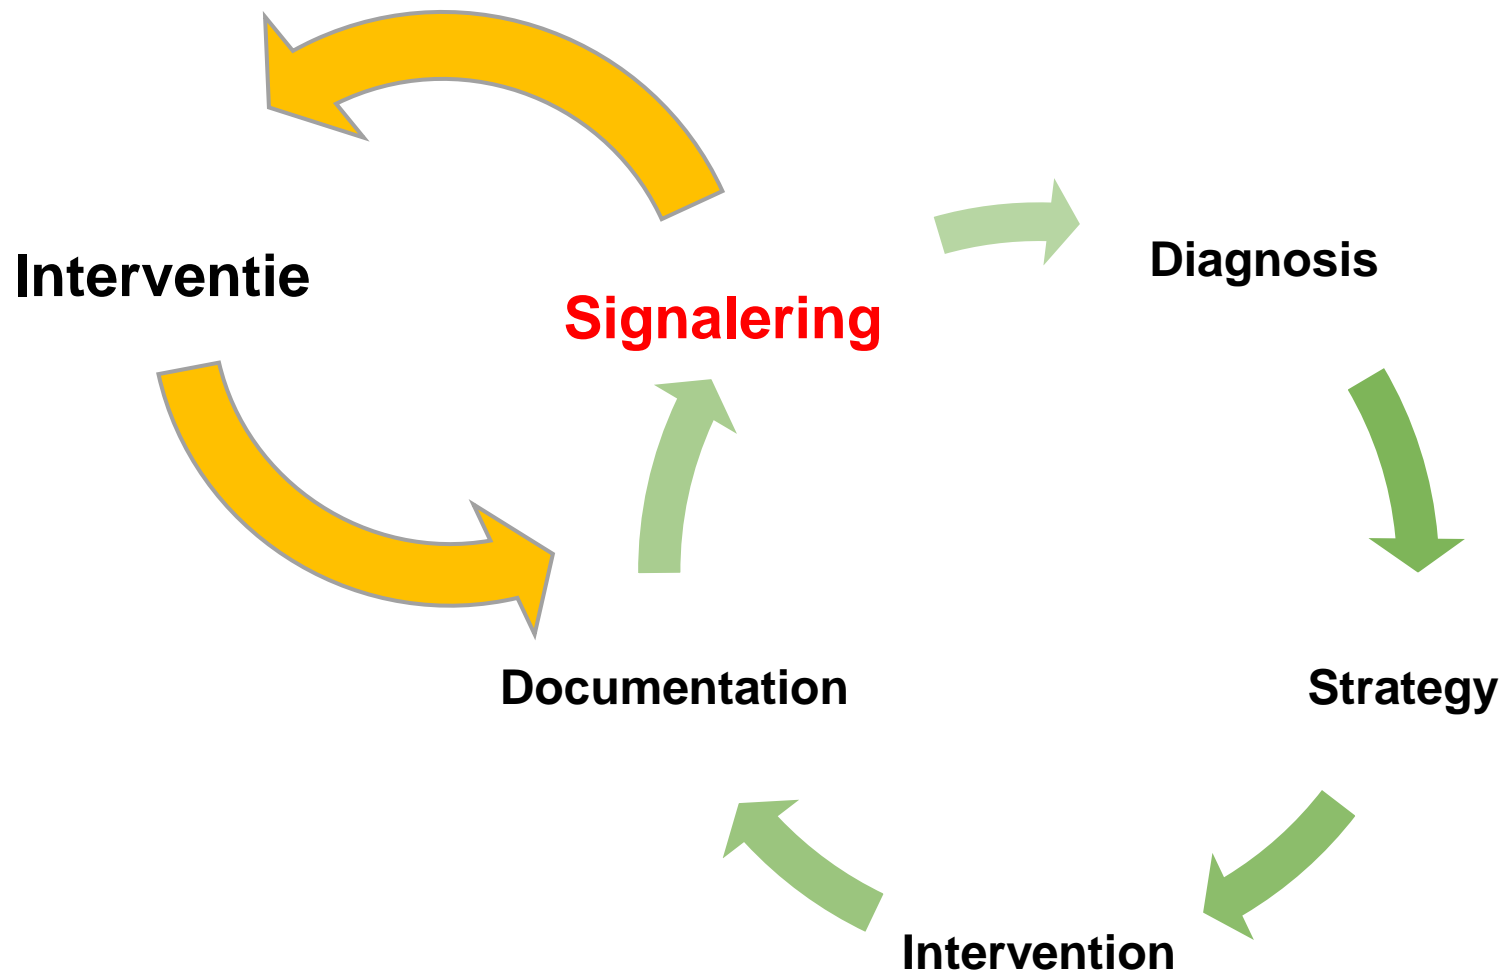 Diagnosis
Interventie
Signalering
Documentation
Strategy
Intervention